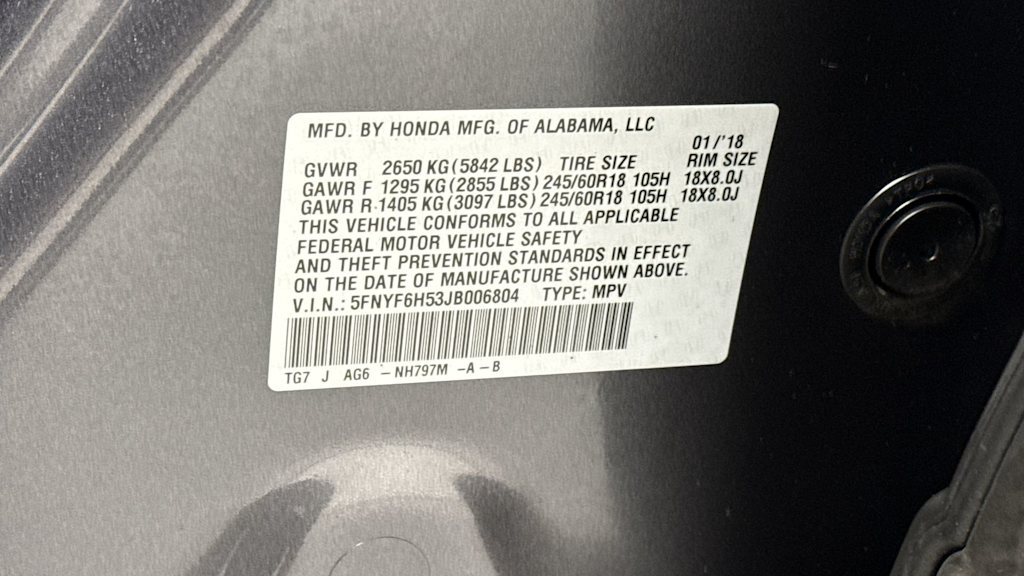 MFD. BY HONDA MFG. OF ALABAMA, LLC
01/'18
GVWR 2650 KG (5842 LBS) TIRE SIZE RIM SIZE
GAWR F 1295 KG (2855 LBS) 245/60R18 105H 18X8.0J
GAWR R 1405 KG (3097 LBS) 245/60R18 105H 18X8.0J
THIS VEHICLE CONFORMS TO ALL APPLICABLE
FEDERAL MOTOR VEHICLE SAFETY
AND THEFT PREVENTION STANDARDS IN EFFECT
ON THE DATE OF MANUFACTURE SHOWN ABOVE.
V.I.N.: 5FNYF6H53JB006804 TYPE: MPV
TG7 J AG6 -NH797M -A-B